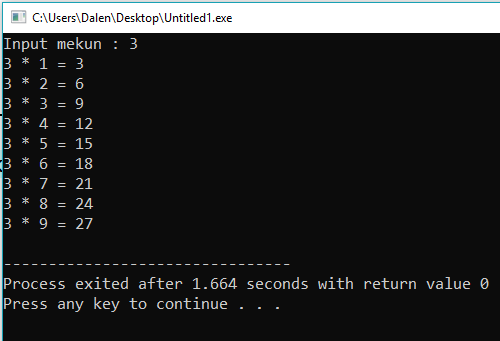 C:\Users\Dalen\Desktop\Untitled1.exe
Input mekun : 3
3 * 1 = 3
3 * 2 = 6
3 * 3 = 9
3 * 4 = 12
3 * 5 = 15
3 * 6 = 18
3 * 7 = 21
3 * 8 = 24
3 * 9 = 27
--------------------------------
Process exited after 1.664 seconds with return value 0
Press any key to continue . . .